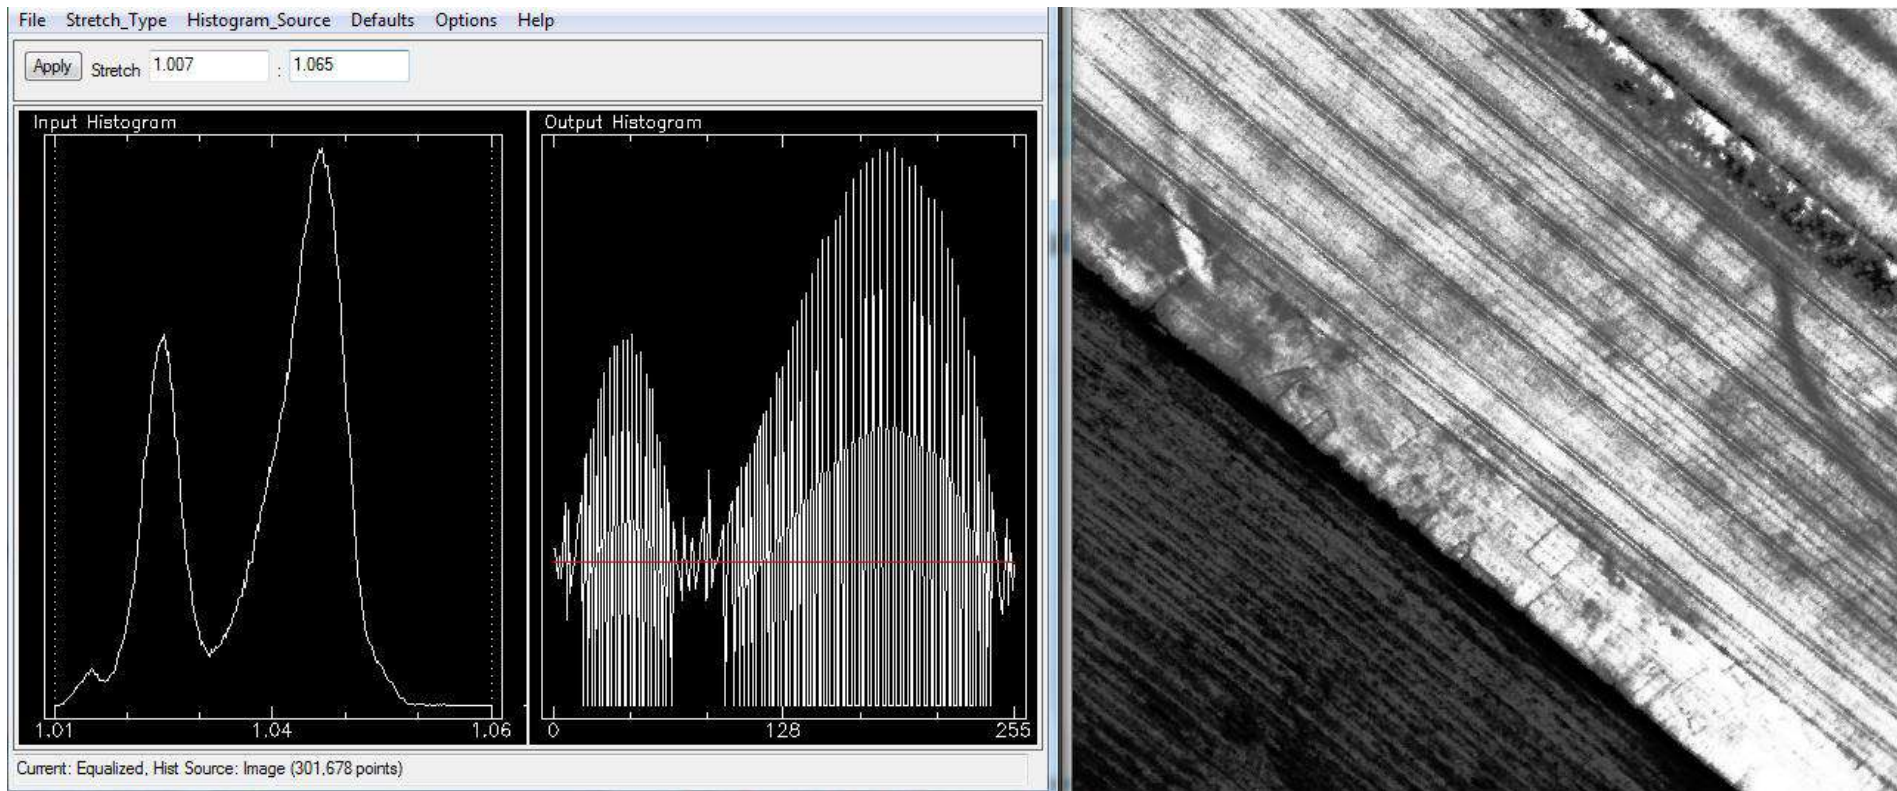 File Stretch_Type Histogram_Source Defaults Options Help
Apply Stretch 1.007 : 1.065
Input Histogram
Output Histogram
1.01 1.04 1.06
0 128 255
Current: Equalized, Hist Source: Image (301,678 points)